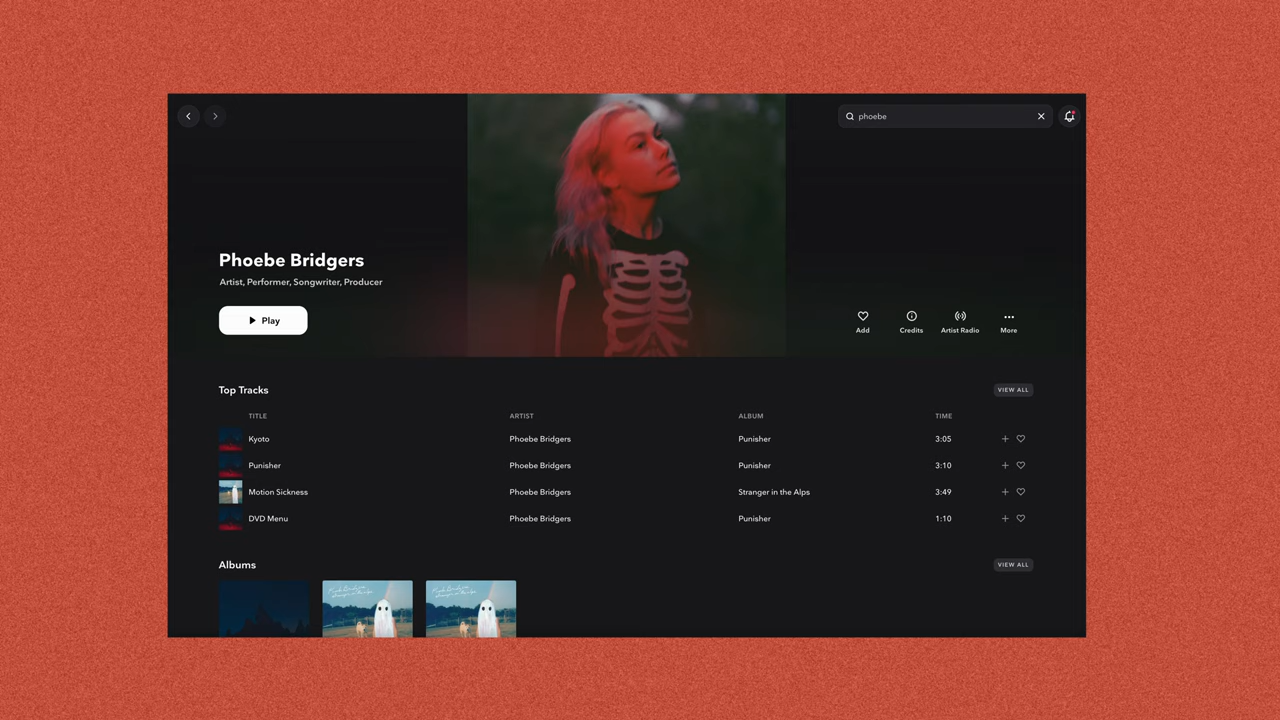 phoebe
Phoebe Bridgers
Artist, Performer, Songwriter, Producer
Play
Add Credits Artist Radio More
Top Tracks VIEW ALL
TITLE ARTIST ALBUM TIME
Kyoto Phoebe Bridgers Punisher 3:05
Punisher Phoebe Bridgers Punisher 3:10
Motion Sickness Phoebe Bridgers Stranger in the Alps 3:49
DVD Menu Phoebe Bridgers Punisher 1:10
Albums VIEW ALL